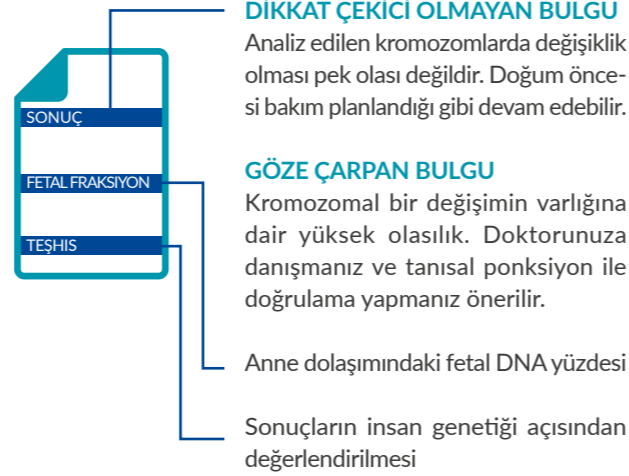 DİKKAT ÇEKİCİ OLMAYAN BULGU
Analiz edilen kromozomlarda değişiklik
olması pek olası değildir. Doğum önce-
si bakım planlandığı gibi devam edebilir.
SONUÇ
GÖZE ÇARPAN BULGU
Kromozomal bir değişimin varlığına
dair yüksek olasılık. Doktorunuza
danışmanız ve tanısal ponksiyon ile
doğrulama yapmanız önerilir.
FETAL FRAKSIYON
Anne dolaşımındaki fetal DNA yüzdesi
TEŞHIS
Sonuçların insan genetiği açısından
değerlendirilmesi